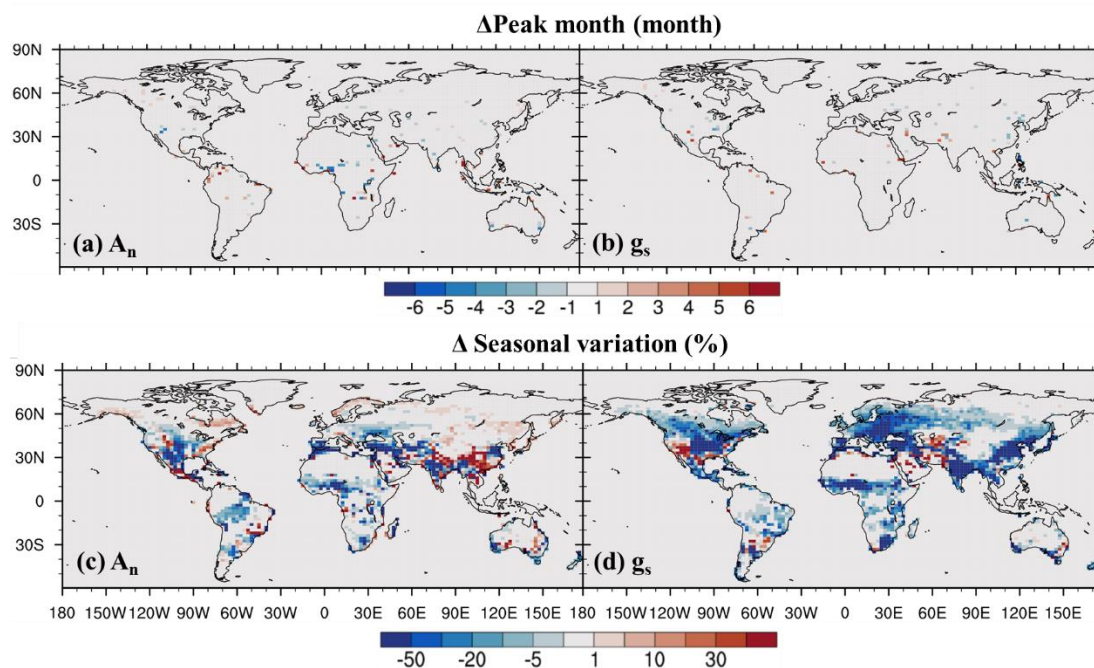 ΔPeak month (month)
90N
60N
30N
0
30S
(a) Aₙ
(b) gₛ
-6 -5 -4 -3 -2 -1 1 2 3 4 5 6
Δ Seasonal variation (%)
90N
60N
30N
0
30S
(c) Aₙ
(d) gₛ
180 150W 120W 90W 60W 30W 0 30E 60E 90E 120E 150E 180 150W 120W 90W 60W 30W 0 30E 60E 90E 120E 150E
-50 -20 -5 1 10 30